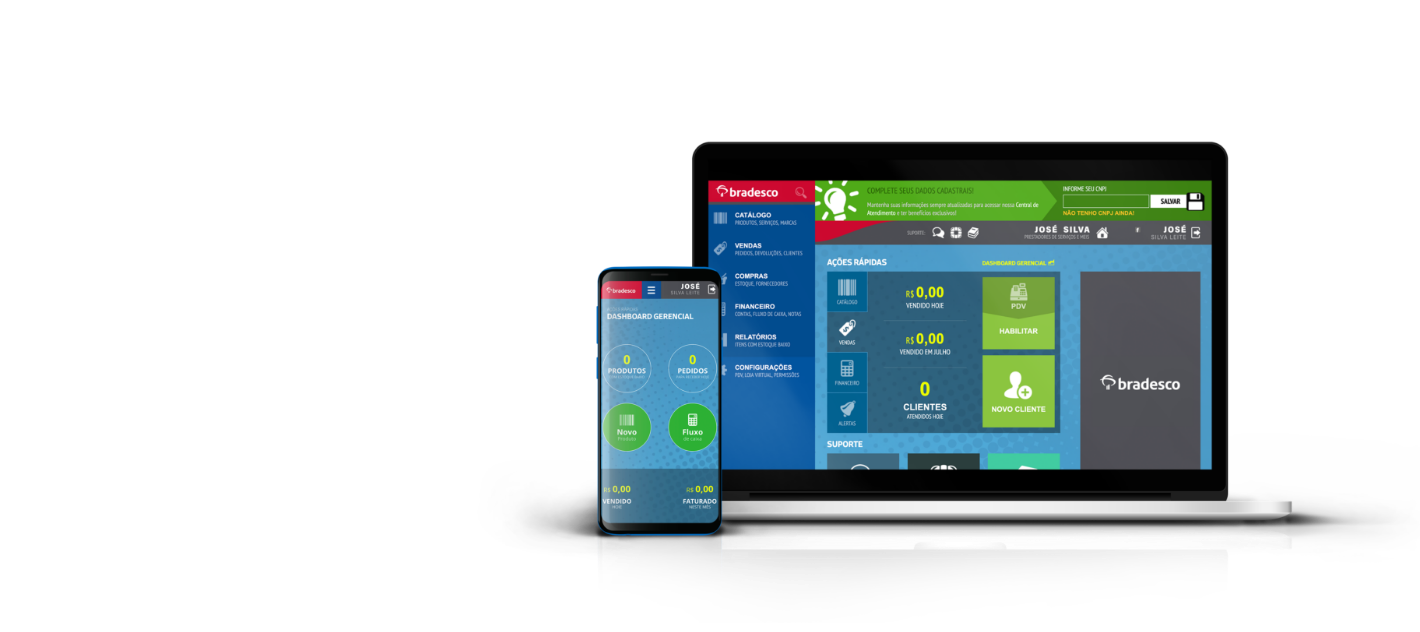 bradesco
CATÁLOGO
PRODUTOS, SERVIÇOS, MARCAS
VENDAS
PEDIDOS, DEVOLUÇÕES, CLIENTES
COMPRAS
ESTOQUE, FORNECEDORES
FINANCEIRO
CONTAS, FLUXO DE CAIXA, NOTAS
RELATÓRIOS
ITENS COM ESTOQUE BAIXO
CONFIGURAÇÕES
PDV, LOJA VIRTUAL, PERMISSÕES
COMPLETE SEUS DADOS CADASTRAIS!
Mantenha suas informações sempre atualizadas para acessar nossa Central de
Atendimento e ter benefícios exclusivos!
INFORME SEU CNPJ
SALVAR
NÃO TENHO CNPJ AINDA!
SUPORTE:
JOSÉ SILVA
PRESTADORES DE SERVIÇOS E MEIS
JOSÉ
SILVA LEITE
AÇÕES RÁPIDAS
DASHBOARD GERENCIAL
CATÁLOGO
VENDAS
FINANCEIRO
ALERTAS
R$ 0,00
VENDIDO HOJE
R$ 0,00
VENDIDO EM JULHO
0
CLIENTES
ATENDIDOS HOJE
PDV
HABILITAR
NOVO CLIENTE
bradesco
SUPORTE
bradesco
JOSÉ
SILVA LEITE
DASHBOARD GERENCIAL
0
PRODUTOS
0
PEDIDOS
Novo
Produto
Fluxo
de caixa
R$ 0,00
VENDIDO
HOJE
R$ 0,00
FATURADO
NESTE MÊS